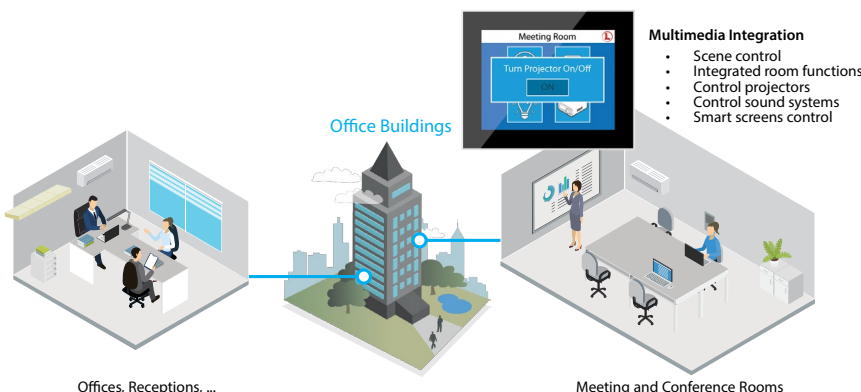 Meeting Room
Turn Projector On/Off
ON
Multimedia Integration
• Scene control
• Integrated room functions
• Control projectors
• Control sound systems
• Smart screens control
Office Buildings
Offices, Receptions, ...
Meeting and Conference Rooms